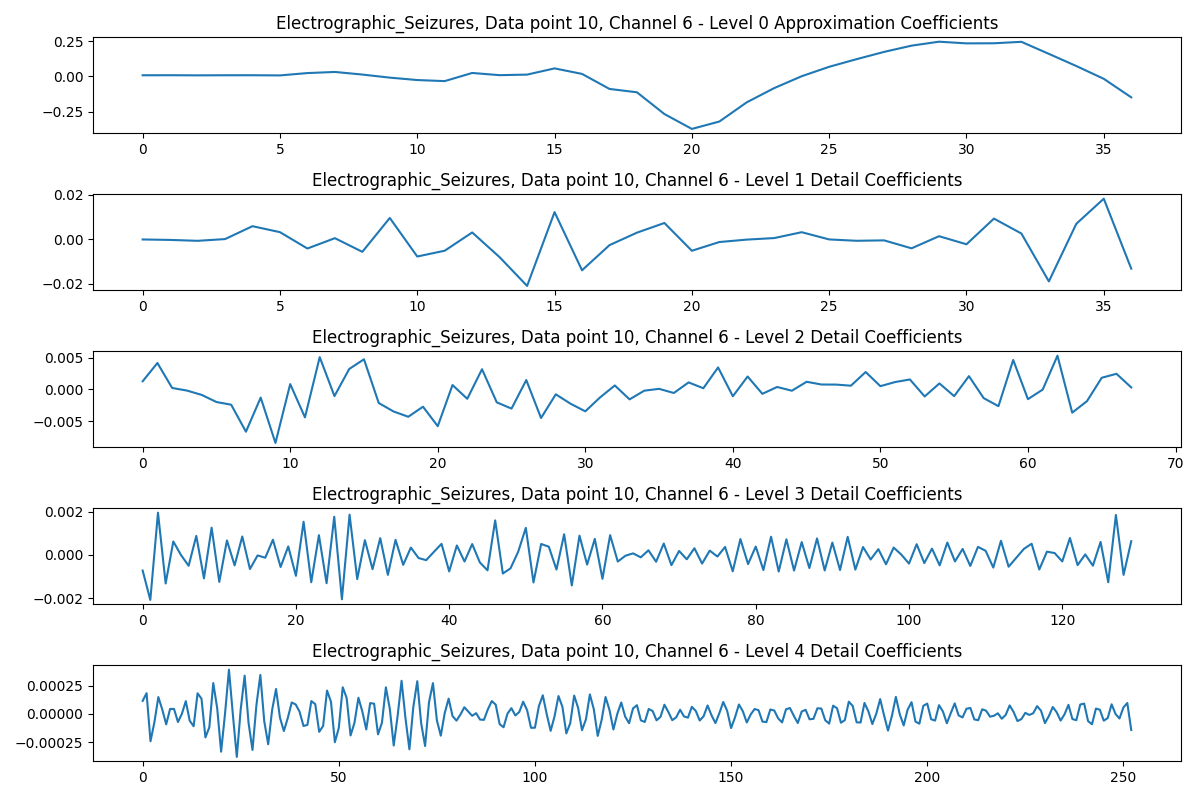 Electrographic_Seizures, Data point 10, Channel 6 - Level 0 Approximation Coefficients
0.25
0.00
−0.25
0 5 10 15 20 25 30 35
Electrographic_Seizures, Data point 10, Channel 6 - Level 1 Detail Coefficients
0.02
0.00
−0.02
0 5 10 15 20 25 30 35
Electrographic_Seizures, Data point 10, Channel 6 - Level 2 Detail Coefficients
0.005
0.000
−0.005
0 10 20 30 40 50 60 70
Electrographic_Seizures, Data point 10, Channel 6 - Level 3 Detail Coefficients
0.002
0.000
−0.002
0 20 40 60 80 100 120
Electrographic_Seizures, Data point 10, Channel 6 - Level 4 Detail Coefficients
0.00025
0.00000
−0.00025
0 50 100 150 200 250